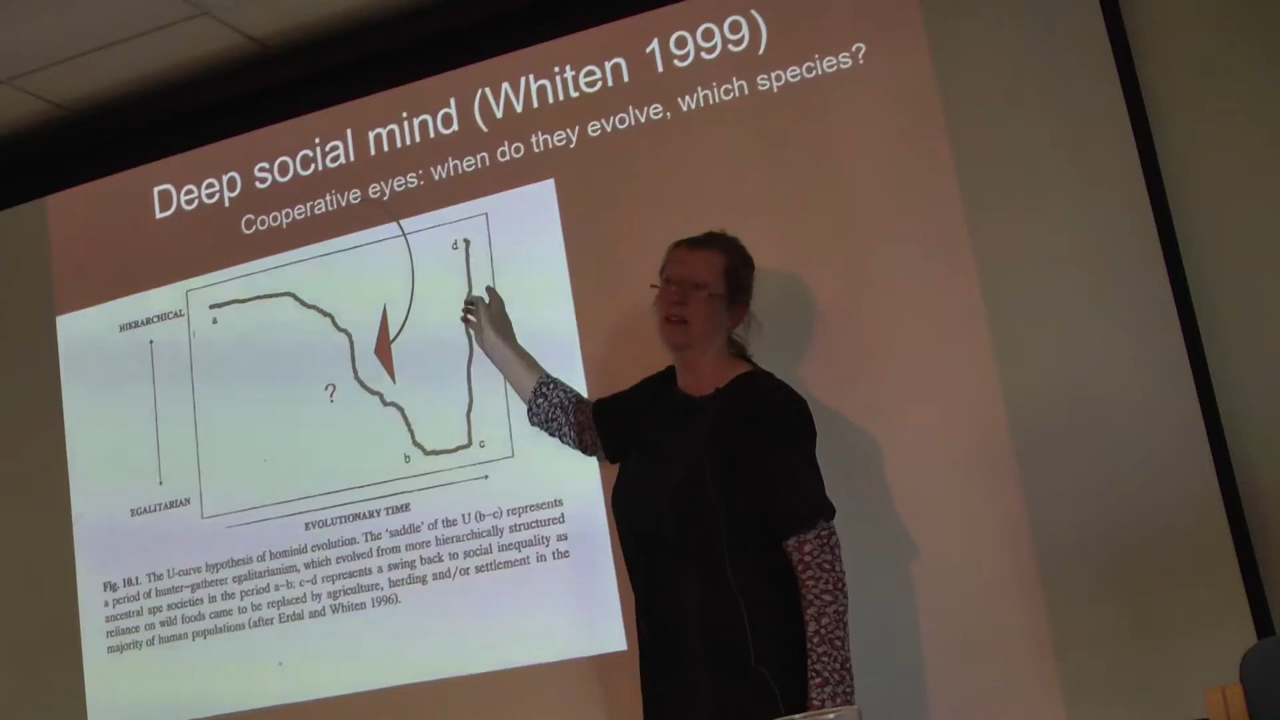 Deep social mind (Whiten 1999)
Cooperative eyes: when do they evolve, which species?
d
HIERARCHICAL
a
?
c
b
EGALITARIAN
EVOLUTIONARY TIME
Fig. 10.1. The U-curve hypothesis of hominid evolution. The 'saddle' of the U (b–c) represents
a period of hunter–gatherer egalitarianism, which evolved from more hierarchically structured
ancestral ape societies in the period a–b; c–d represents a swing back to social inequality as
reliance on wild foods came to be replaced by agriculture, herding and/or settlement in the
majority of human populations (after Erdal and Whiten 1996).